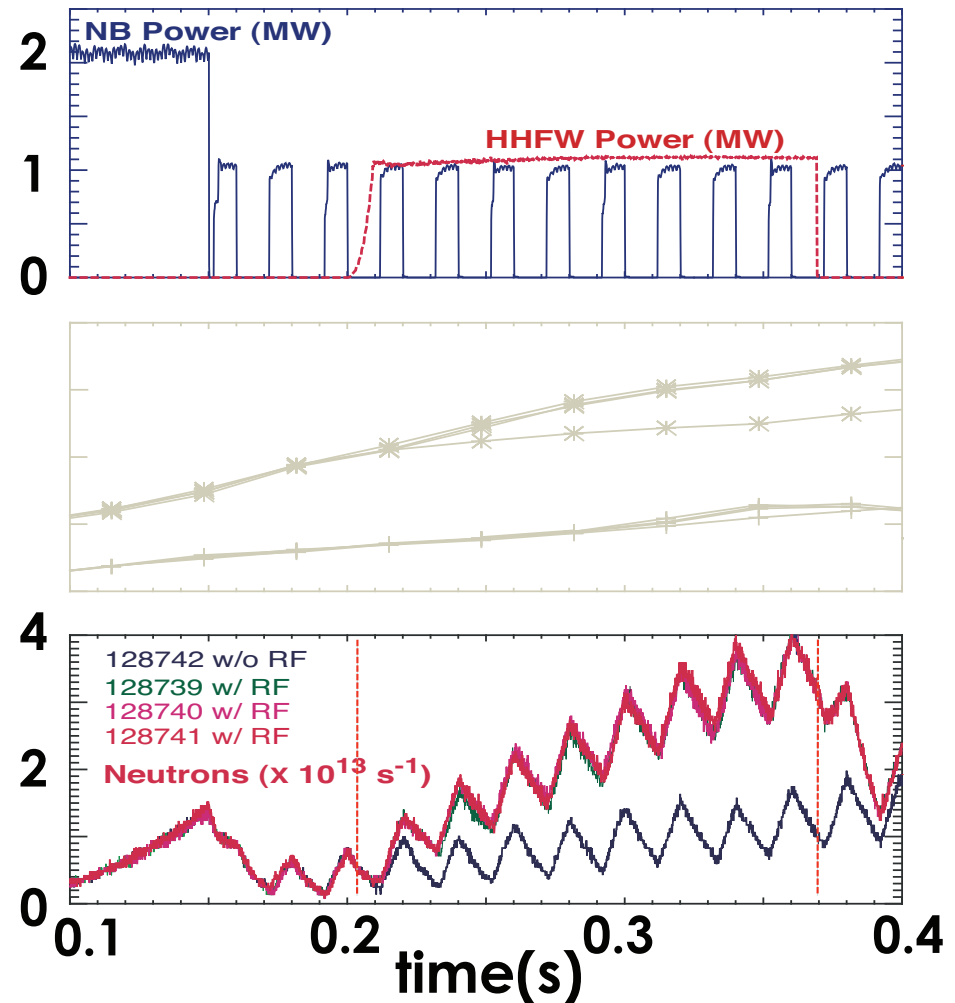 NB Power (MW)
2
HHFW Power (MW)
1
0
4
128742 w/o RF
128739 w/ RF
128740 w/ RF
128741 w/ RF
2
Neutrons (x 10¹³ s⁻¹)
0
0.1 0.2 0.3 0.4
time(s)